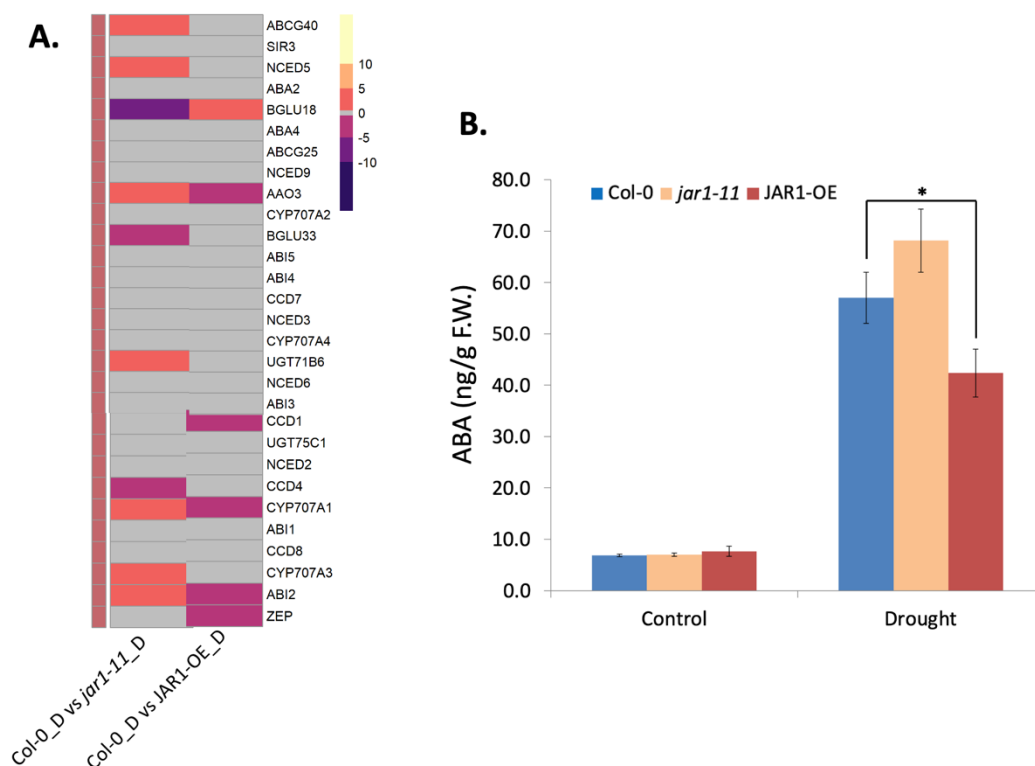 A.
ABCG40
SIR3
NCED5
ABA2
BGLU18
ABA4
ABCG25
NCED9
AAO3
CYP707A2
BGLU33
ABI5
ABI4
CCD7
NCED3
CYP707A4
UGT71B6
NCED6
ABI3
CCD1
UGT75C1
NCED2
CCD4
CYP707A1
ABI1
CCD8
CYP707A3
ABI2
ZEP
10
5
0
-5
-10
Col-0_D vs jar1-11_D
Col-0_D vs JAR1-OE_D
B.
Col-0 jar1-11 JAR1-OE
*
ABA (ng/g F.W.)
80.0
70.0
60.0
50.0
40.0
30.0
20.0
10.0
0.0
Control Drought